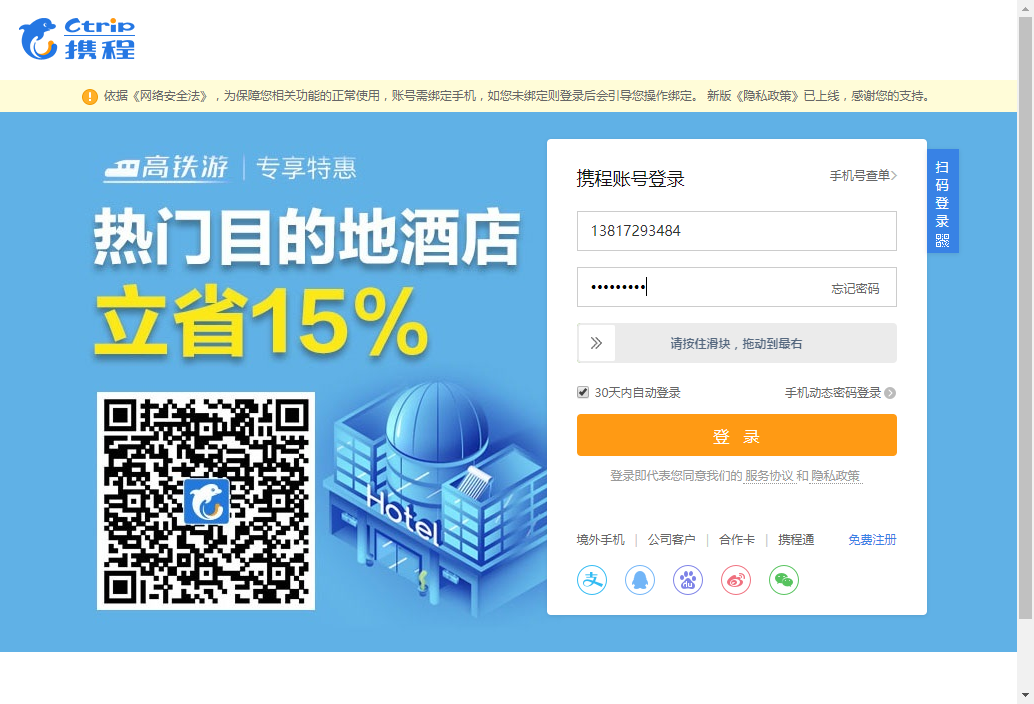 Ctrip
携程
依据《网络安全法》，为保障您相关功能的正常使用，账号需绑定手机，如您未绑定则登录后会引导您操作绑定。 新版《隐私政策》已上线，感谢您的支持。
高铁游 | 专享特惠
热门目的地酒店
立省15%
Hotel
携程账号登录
手机号查单
13817293484
•••••••••
忘记密码
请按住滑块，拖动到最右
30天内自动登录
手机动态密码登录
登 录
登录即代表您同意我们的 服务协议 和 隐私政策
境外手机 | 公司客户 | 合作卡 | 携程通
免费注册
扫码登录